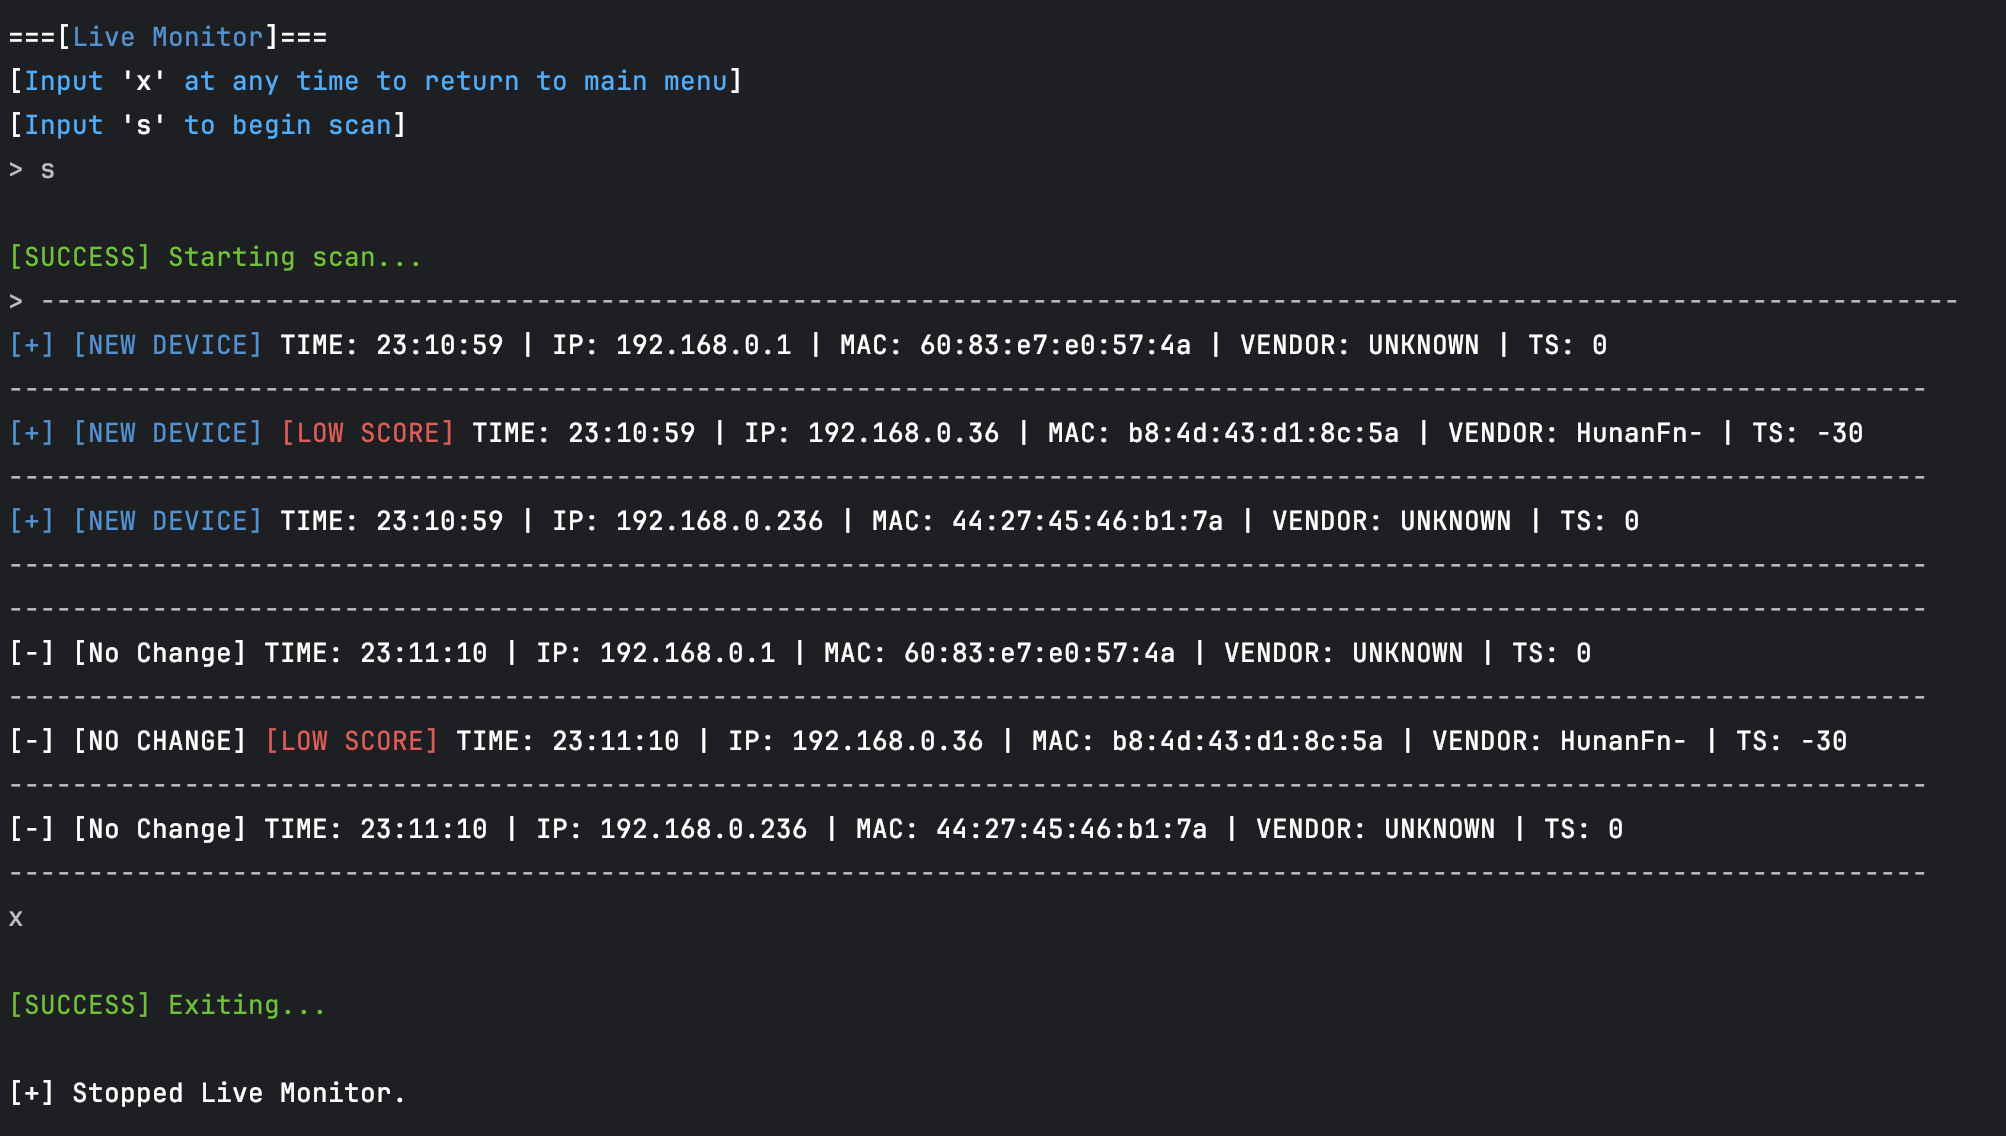 ===[Live Monitor]===
[Input 'x' at any time to return to main menu]
[Input 's' to begin scan]
> s
[SUCCESS] Starting scan...
> ------------------------------------------------------------------------------------------------------------------------
[+] [NEW DEVICE] TIME: 23:10:59 | IP: 192.168.0.1 | MAC: 60:83:e7:e0:57:4a | VENDOR: UNKNOWN | TS: 0
------------------------------------------------------------------------------------------------------------------------
[+] [NEW DEVICE] [LOW SCORE] TIME: 23:10:59 | IP: 192.168.0.36 | MAC: b8:4d:43:d1:8c:5a | VENDOR: HunanFn- | TS: -30
------------------------------------------------------------------------------------------------------------------------
[+] [NEW DEVICE] TIME: 23:10:59 | IP: 192.168.0.236 | MAC: 44:27:45:46:b1:7a | VENDOR: UNKNOWN | TS: 0
------------------------------------------------------------------------------------------------------------------------
------------------------------------------------------------------------------------------------------------------------
[-] [No Change] TIME: 23:11:10 | IP: 192.168.0.1 | MAC: 60:83:e7:e0:57:4a | VENDOR: UNKNOWN | TS: 0
------------------------------------------------------------------------------------------------------------------------
[-] [NO CHANGE] [LOW SCORE] TIME: 23:11:10 | IP: 192.168.0.36 | MAC: b8:4d:43:d1:8c:5a | VENDOR: HunanFn- | TS: -30
------------------------------------------------------------------------------------------------------------------------
[-] [No Change] TIME: 23:11:10 | IP: 192.168.0.236 | MAC: 44:27:45:46:b1:7a | VENDOR: UNKNOWN | TS: 0
------------------------------------------------------------------------------------------------------------------------
x
[SUCCESS] Exiting...
[+] Stopped Live Monitor.